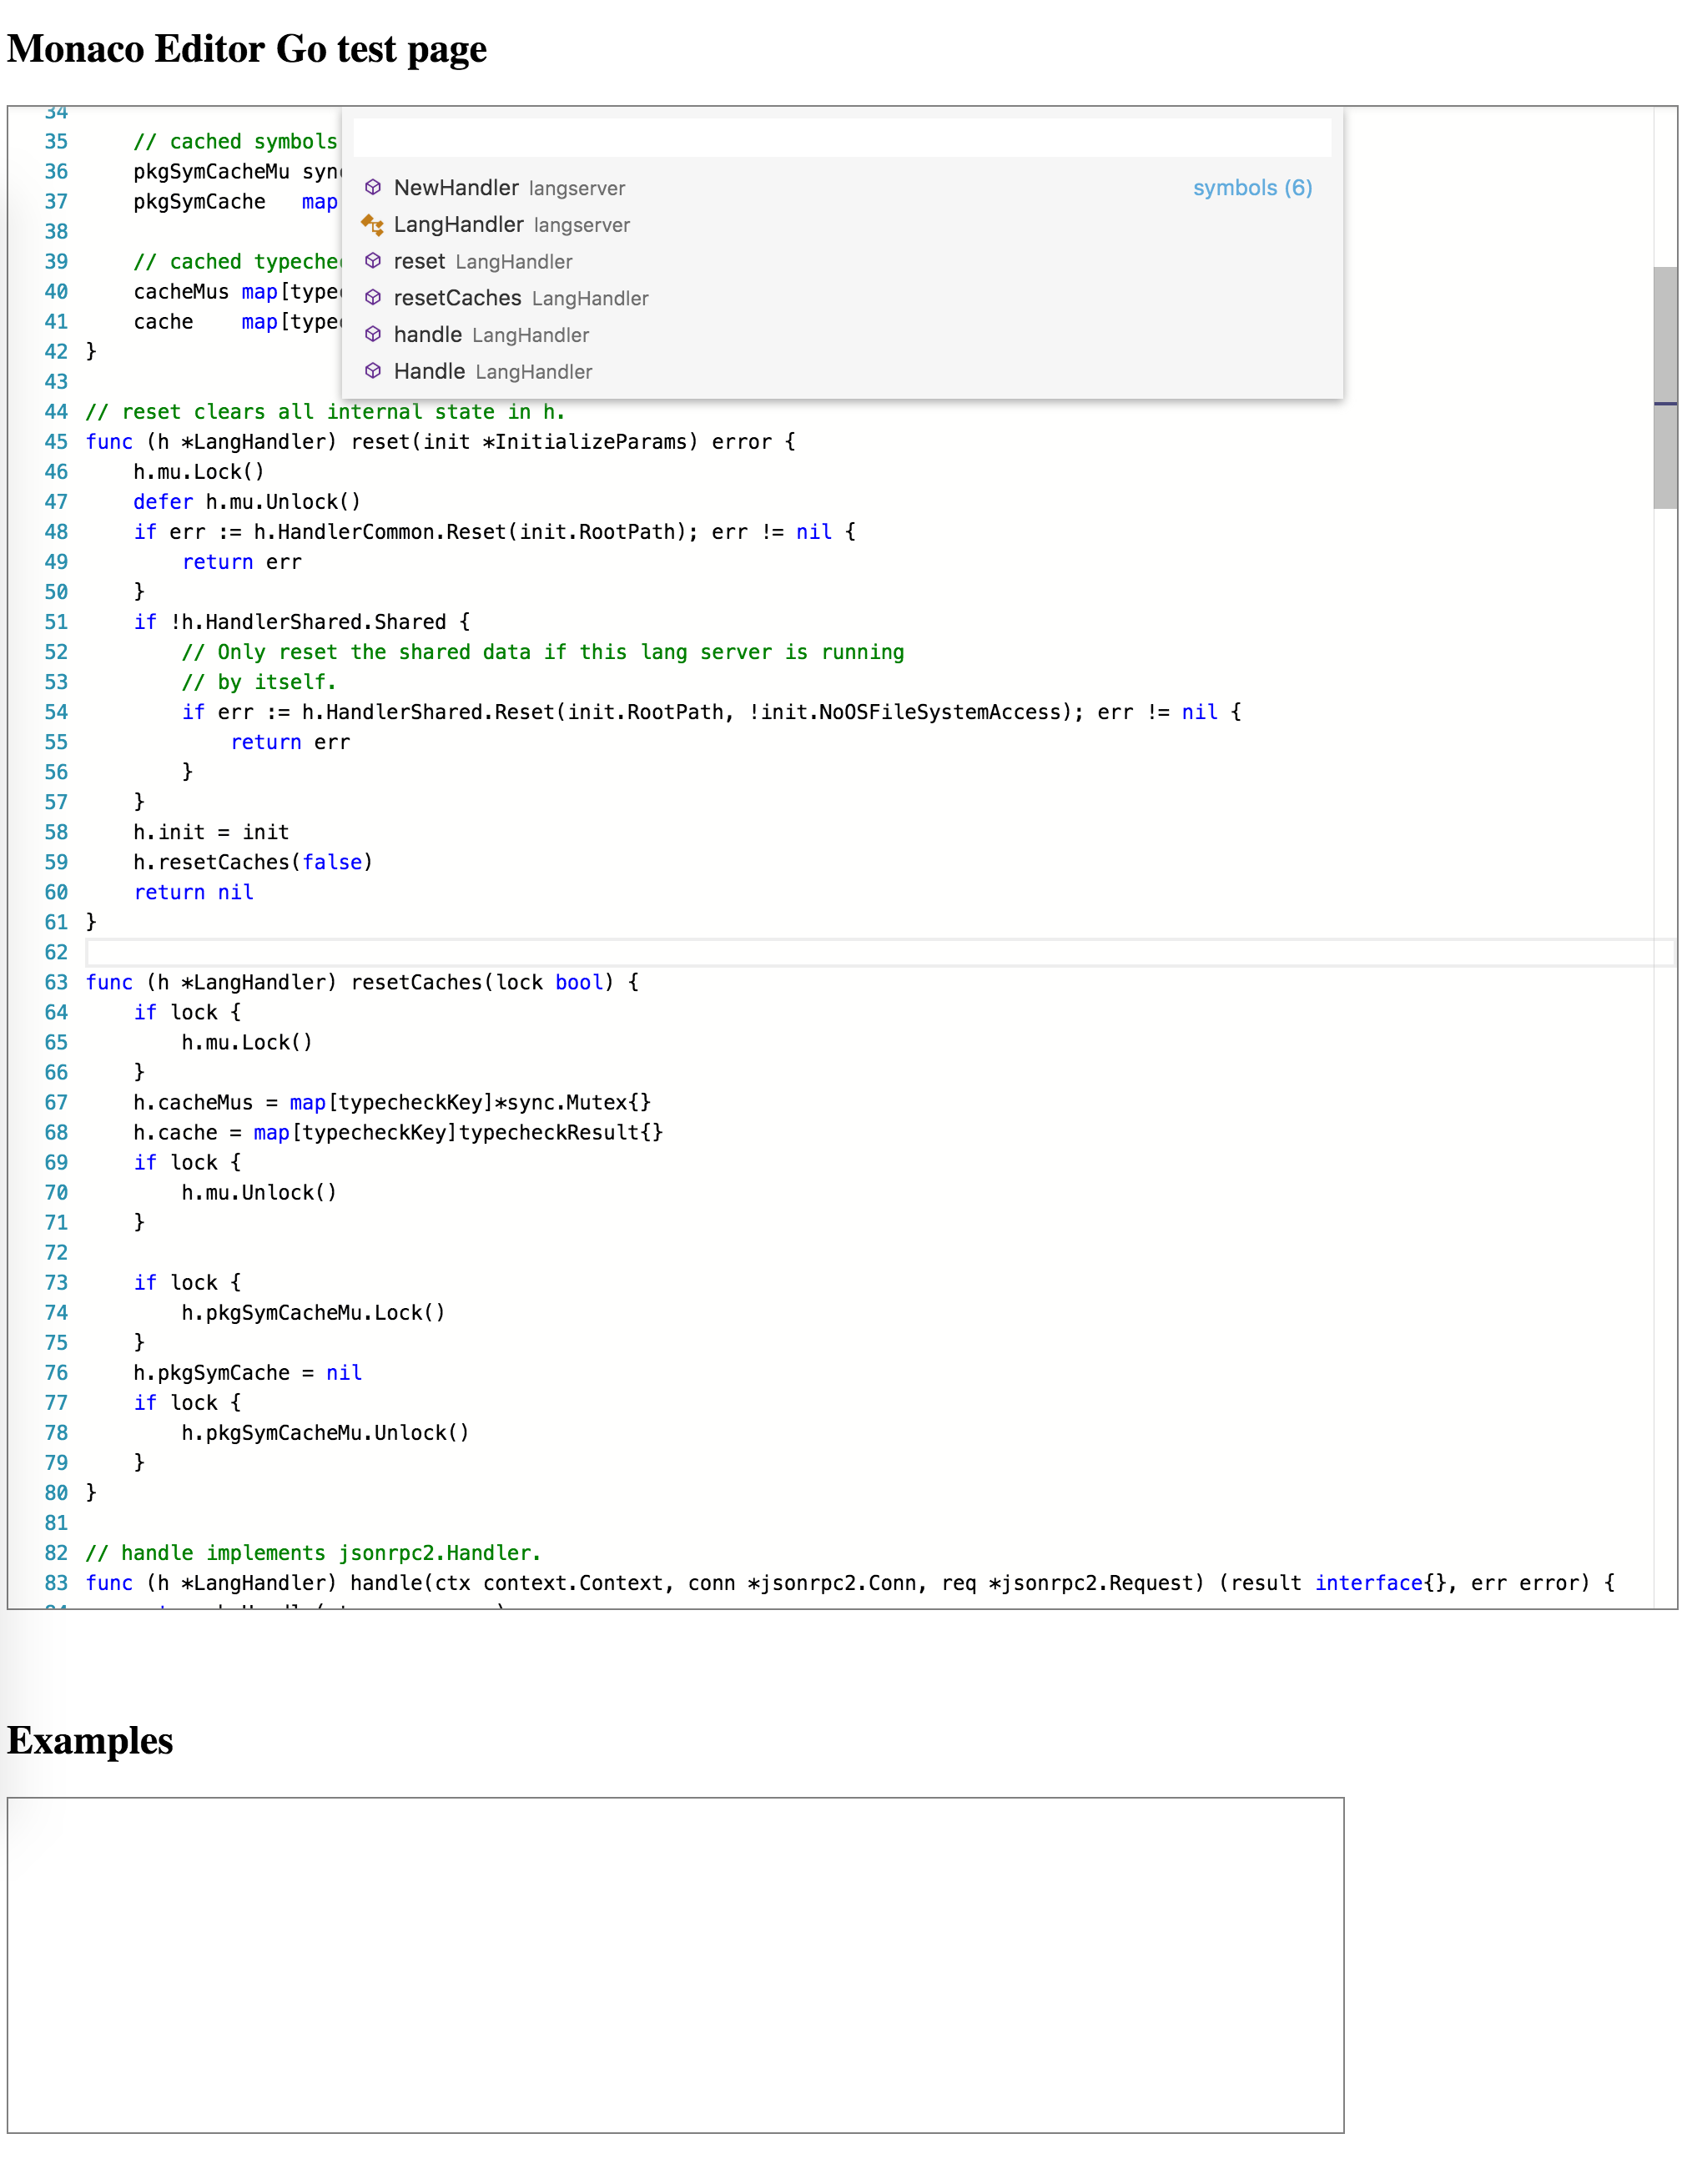 Monaco Editor Go test page
34
35     // cached symbols
36     pkgSymCacheMu syn
37     pkgSymCache   map
38
39     // cached typeche
40     cacheMus map[type
41     cache    map[type
42 }
43
NewHandler langserver symbols (6)
LangHandler langserver
reset LangHandler
resetCaches LangHandler
handle LangHandler
Handle LangHandler
44 // reset clears all internal state in h.
45 func (h *LangHandler) reset(init *InitializeParams) error {
46     h.mu.Lock()
47     defer h.mu.Unlock()
48     if err := h.HandlerCommon.Reset(init.RootPath); err != nil {
49         return err
50     }
51     if !h.HandlerShared.Shared {
52         // Only reset the shared data if this lang server is running
53         // by itself.
54         if err := h.HandlerShared.Reset(init.RootPath, !init.NoOSFileSystemAccess); err != nil {
55             return err
56         }
57     }
58     h.init = init
59     h.resetCaches(false)
60     return nil
61 }
62
63 func (h *LangHandler) resetCaches(lock bool) {
64     if lock {
65         h.mu.Lock()
66     }
67     h.cacheMus = map[typecheckKey]*sync.Mutex{}
68     h.cache = map[typecheckKey]typecheckResult{}
69     if lock {
70         h.mu.Unlock()
71     }
72
73     if lock {
74         h.pkgSymCacheMu.Lock()
75     }
76     h.pkgSymCache = nil
77     if lock {
78         h.pkgSymCacheMu.Unlock()
79     }
80 }
81
82 // handle implements jsonrpc2.Handler.
83 func (h *LangHandler) handle(ctx context.Context, conn *jsonrpc2.Conn, req *jsonrpc2.Request) (result interface{}, err error) {
Examples